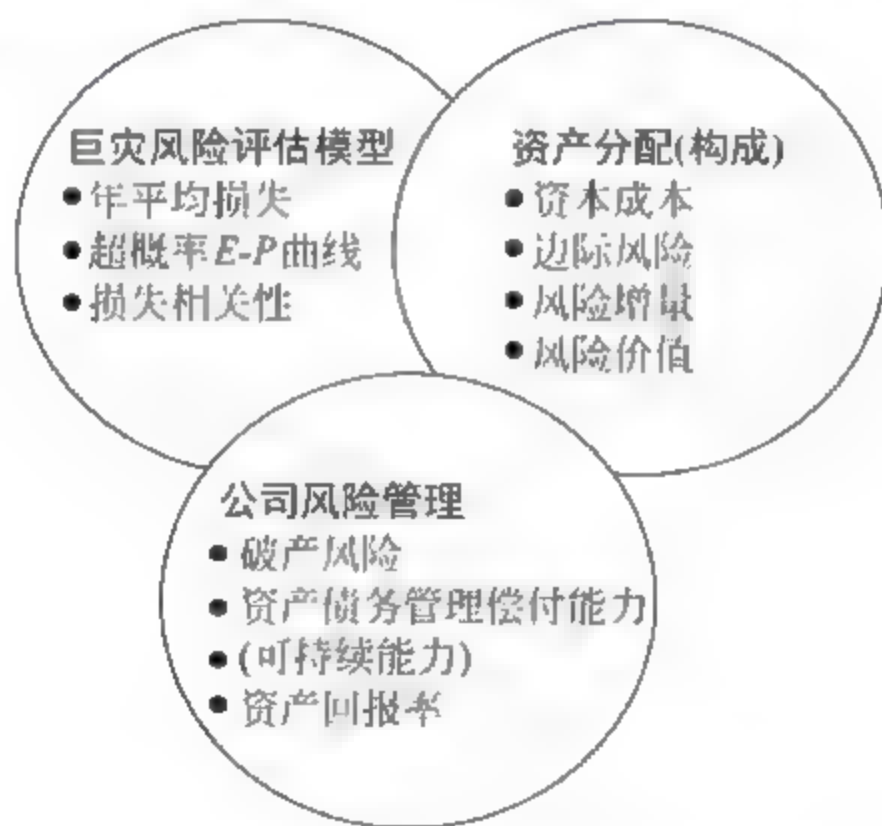 巨灾风险评估模型
●年平均损失
●超概率E-P曲线
●损失相关性
资产分配(构成)
●资本成本
●边际风险
●风险增量
●风险价值
公司风险管理
●破产风险
●资产债务管理偿付能力
●(可持续能力)
●资产回报率